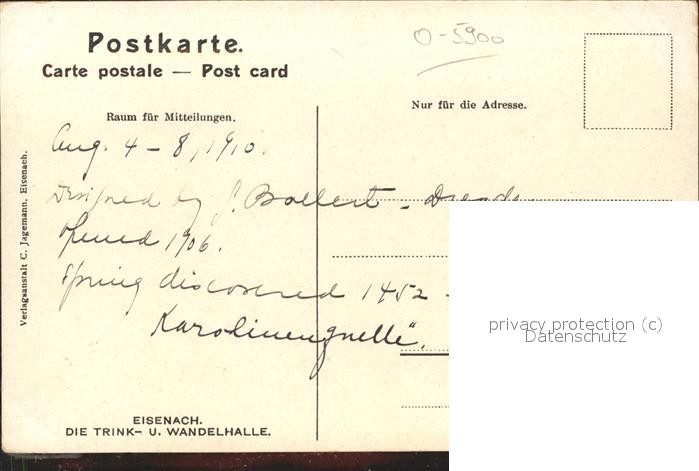 O-5900
Postkarte.
Carte postale — Post card
Raum für Mitteilungen.
Nur für die Adresse.
Aug. 4 – 8, 1910.
Designed by J. Bollert – Dresde
Opened 1906.
Spring discovered 1452 –
Karolinenquelle".
Verlagsanstalt C. Jagemann, Eisenach.
EISENACH.
DIE TRINK- U. WANDELHALLE.
privacy protection (c)
Datenschutz